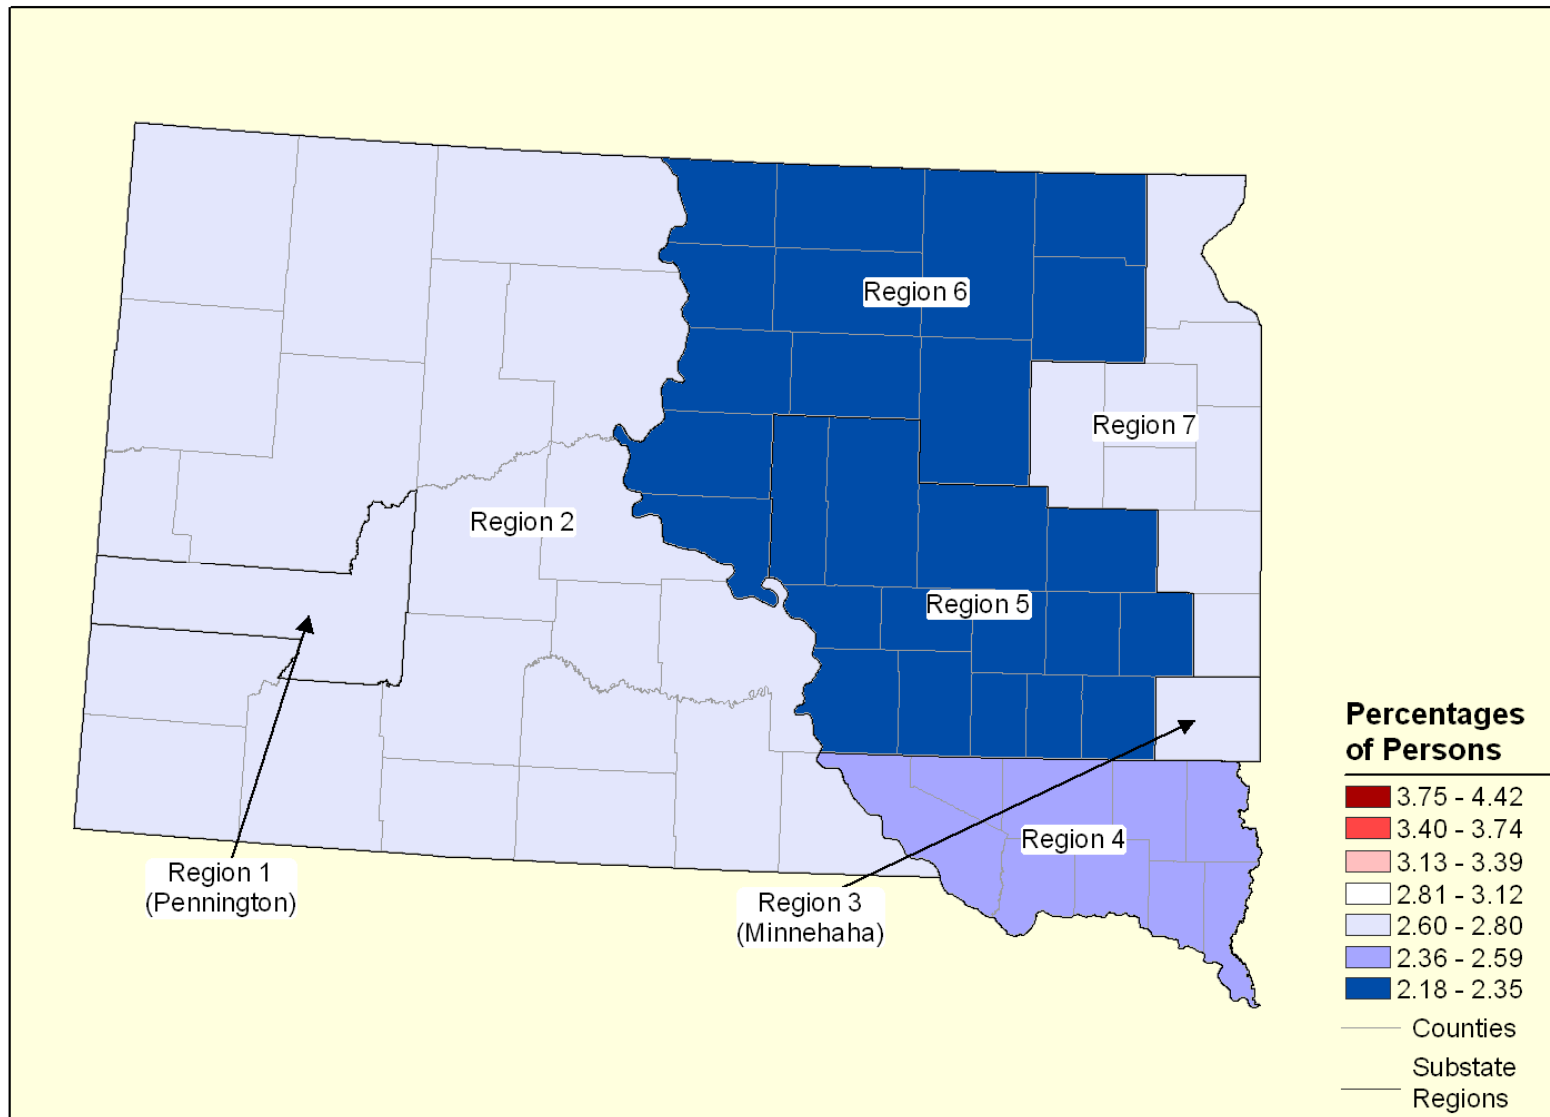 Region 6
Region 7
Region 2
Region 5
Region 4
Region 1
(Pennington)
Region 3
(Minnehaha)
Percentages
of Persons
3.75 - 4.42
3.40 - 3.74
3.13 - 3.39
2.81 - 3.12
2.60 - 2.80
2.36 - 2.59
2.18 - 2.35
Counties
Substate
Regions